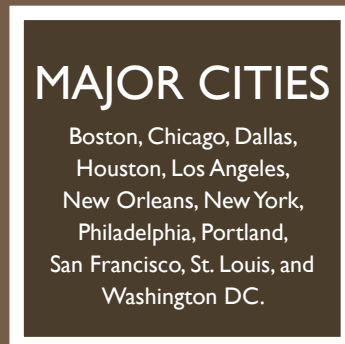 MAJOR CITIES
Boston, Chicago, Dallas,
Houston, Los Angeles,
New Orleans, New York,
Philadelphia, Portland,
San Francisco, St. Louis, and
Washington DC.